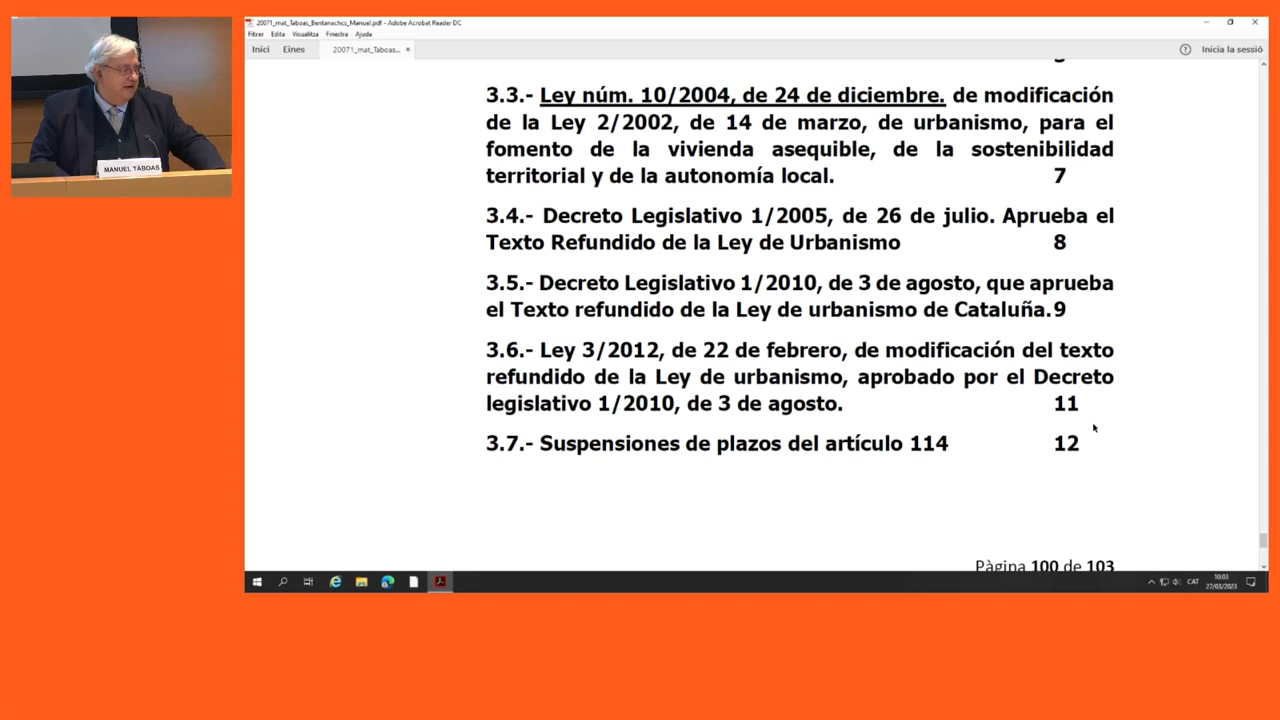 20071_mat_Taboas_Bentanachcs_Manuel.pdf - Adobe Acrobat Reader DC
Fitxer Edita Visualitza Finestra Ajuda
Inici Eines 20071_mat_Taboas... × Inicia la sessió
3.3.- Ley núm. 10/2004, de 24 de diciembre. de modificación
de la Ley 2/2002, de 14 de marzo, de urbanismo, para el
fomento de la vivienda asequible, de la sostenibilidad
territorial y de la autonomía local. 7
3.4.- Decreto Legislativo 1/2005, de 26 de julio. Aprueba el
Texto Refundido de la Ley de Urbanismo 8
3.5.- Decreto Legislativo 1/2010, de 3 de agosto, que aprueba
el Texto refundido de la Ley de urbanismo de Cataluña. 9
3.6.- Ley 3/2012, de 22 de febrero, de modificación del texto
refundido de la Ley de urbanismo, aprobado por el Decreto
legislativo 1/2010, de 3 de agosto. 11
3.7.- Suspensiones de plazos del artículo 114 12
Pàgina 100 de 103
CAT
10:03
27/03/2023
MANUEL TÀBOAS